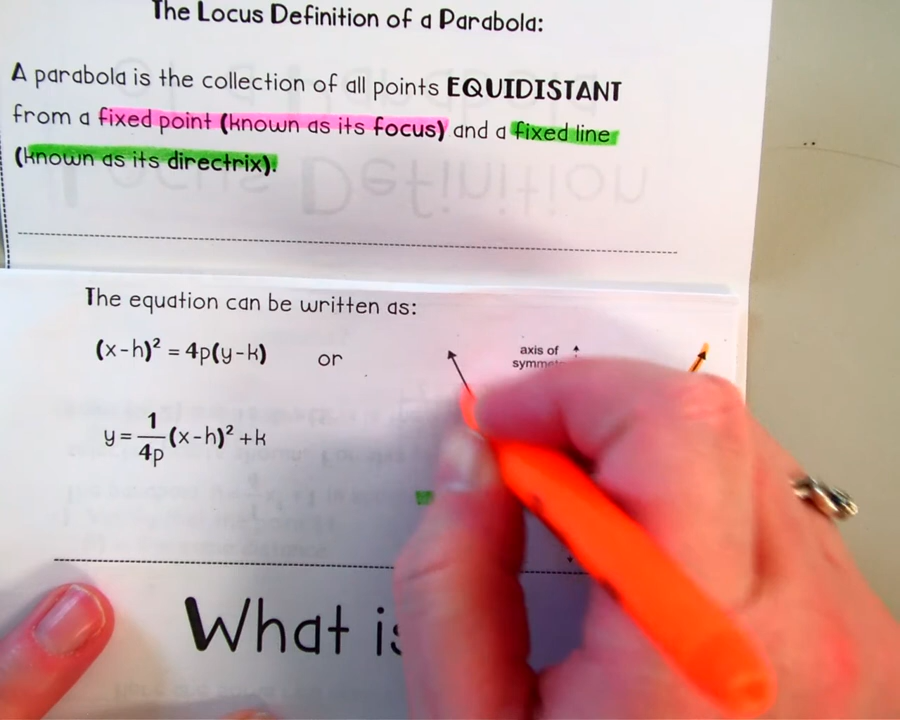 The Locus Definition of a Parabola:
A parabola is the collection of all points EQUIDISTANT
from a fixed point (known as its focus) and a fixed line
(known as its directrix).
The equation can be written as:
(x-h)² = 4p(y-k) or
axis of
y = 1/4p (x-h)² + k
What is